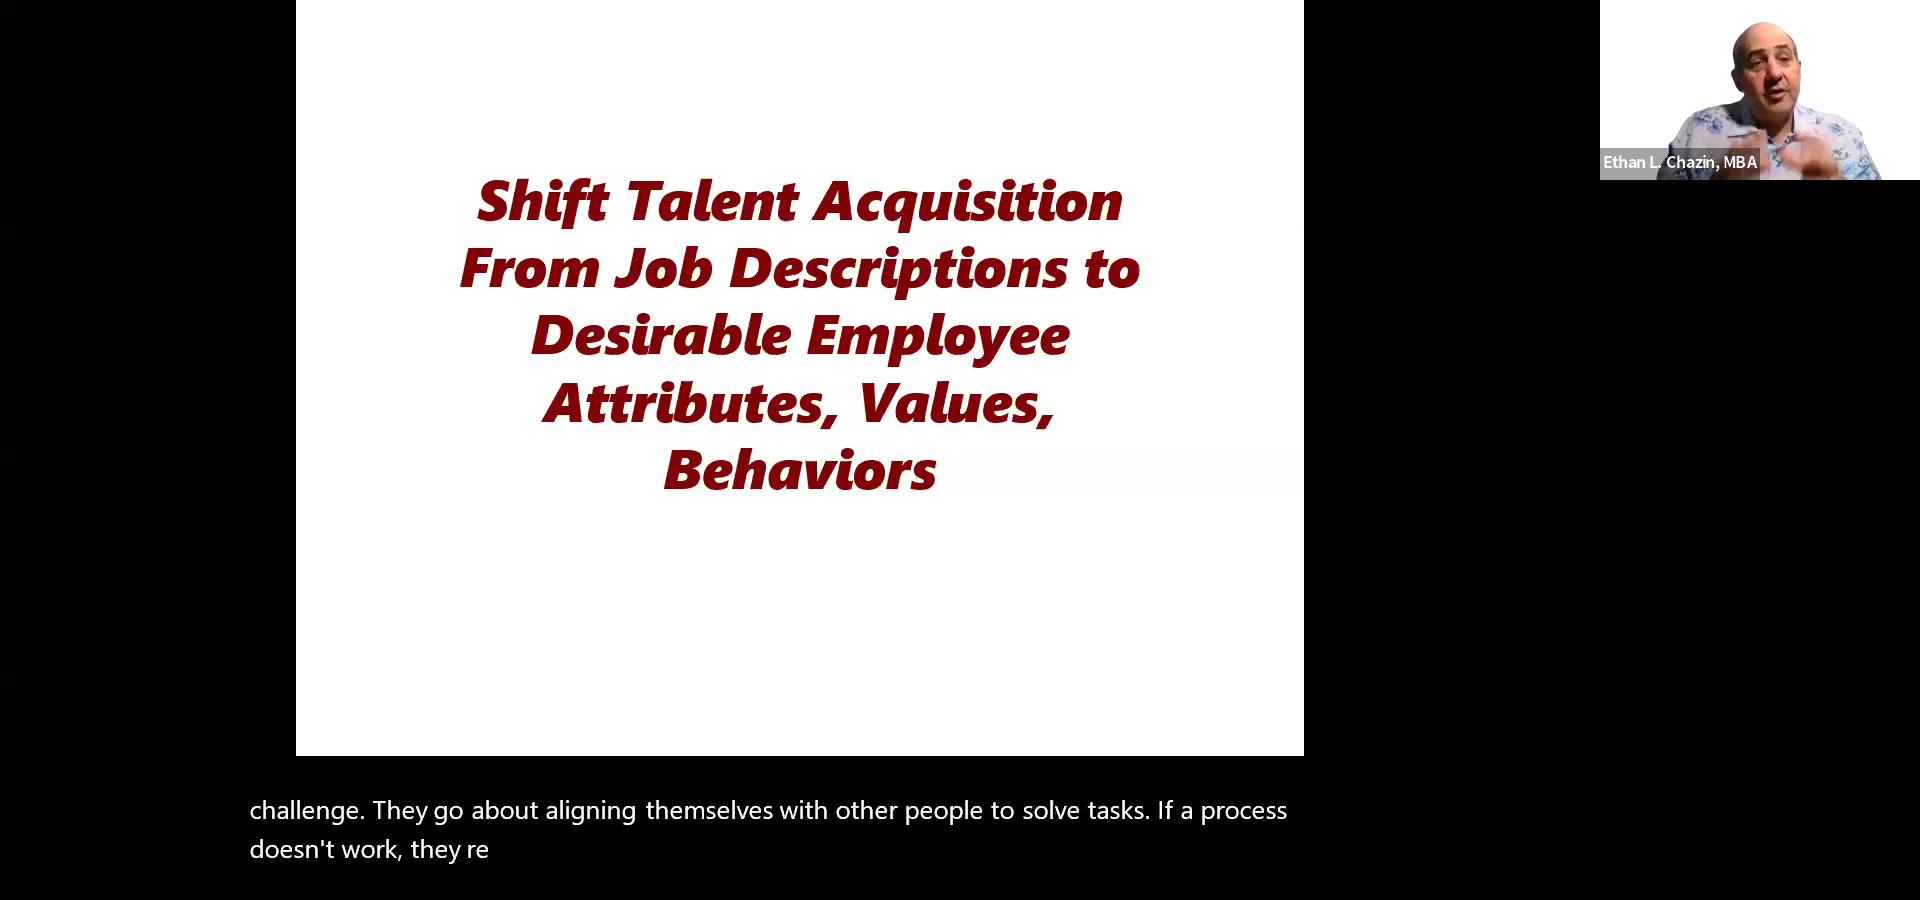 Shift Talent Acquisition
From Job Descriptions to
Desirable Employee
Attributes, Values,
Behaviors
Ethan L. Chazin, MBA
challenge. They go about aligning themselves with other people to solve tasks. If a process
doesn't work, they re